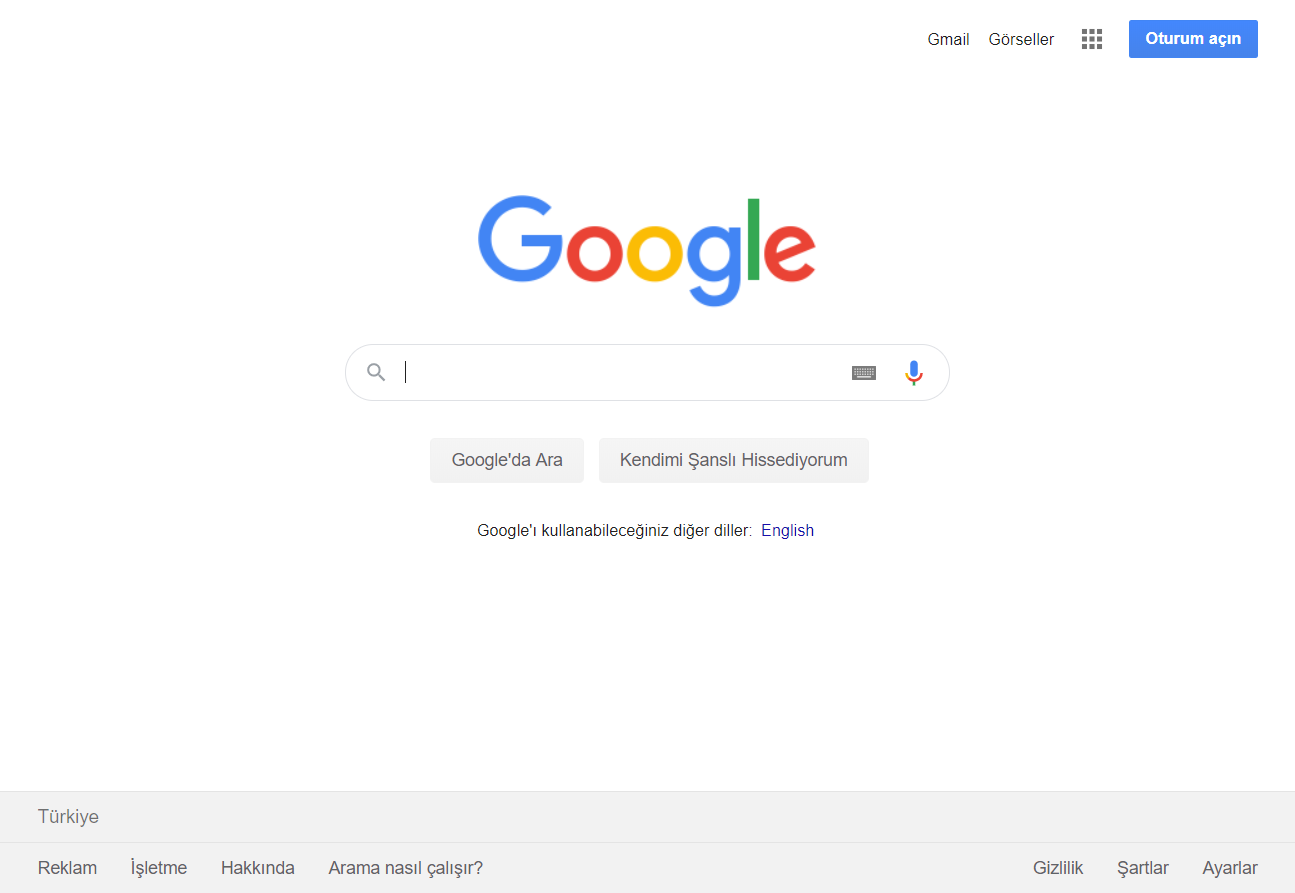 Gmail Görseller Oturum açın
Google
Google'da Ara Kendimi Şanslı Hissediyorum
Google'ı kullanabileceğiniz diğer diller: English
Türkiye
Reklam İşletme Hakkında Arama nasıl çalışır? Gizlilik Şartlar Ayarlar